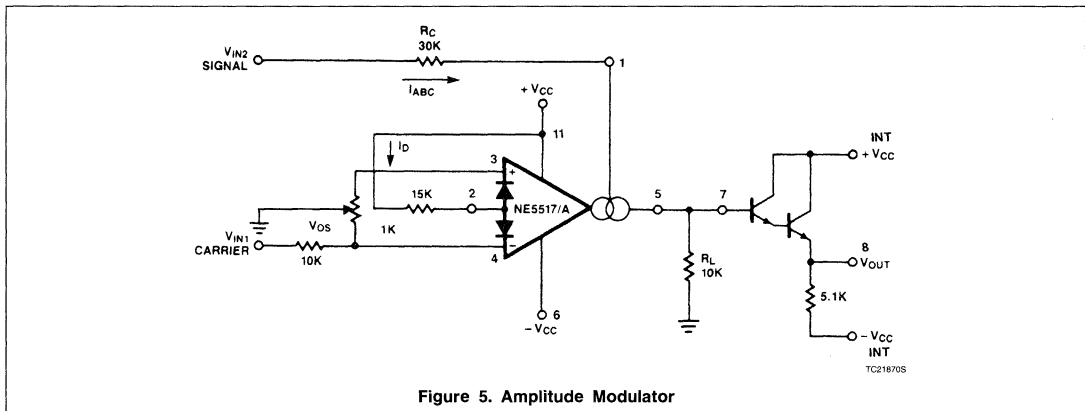 VIN2
SIGNAL
RC
30K
IABC
1
+ VCC
11
ID
3
+
15K
2
NE5517/A
VOS
1K
VIN1
CARRIER
10K
−
4
6
− VCC
5
RL
10K
7
INT
+ VCC
8
VOUT
5.1K
− VCC
INT
TC21870S
Figure 5. Amplitude Modulator